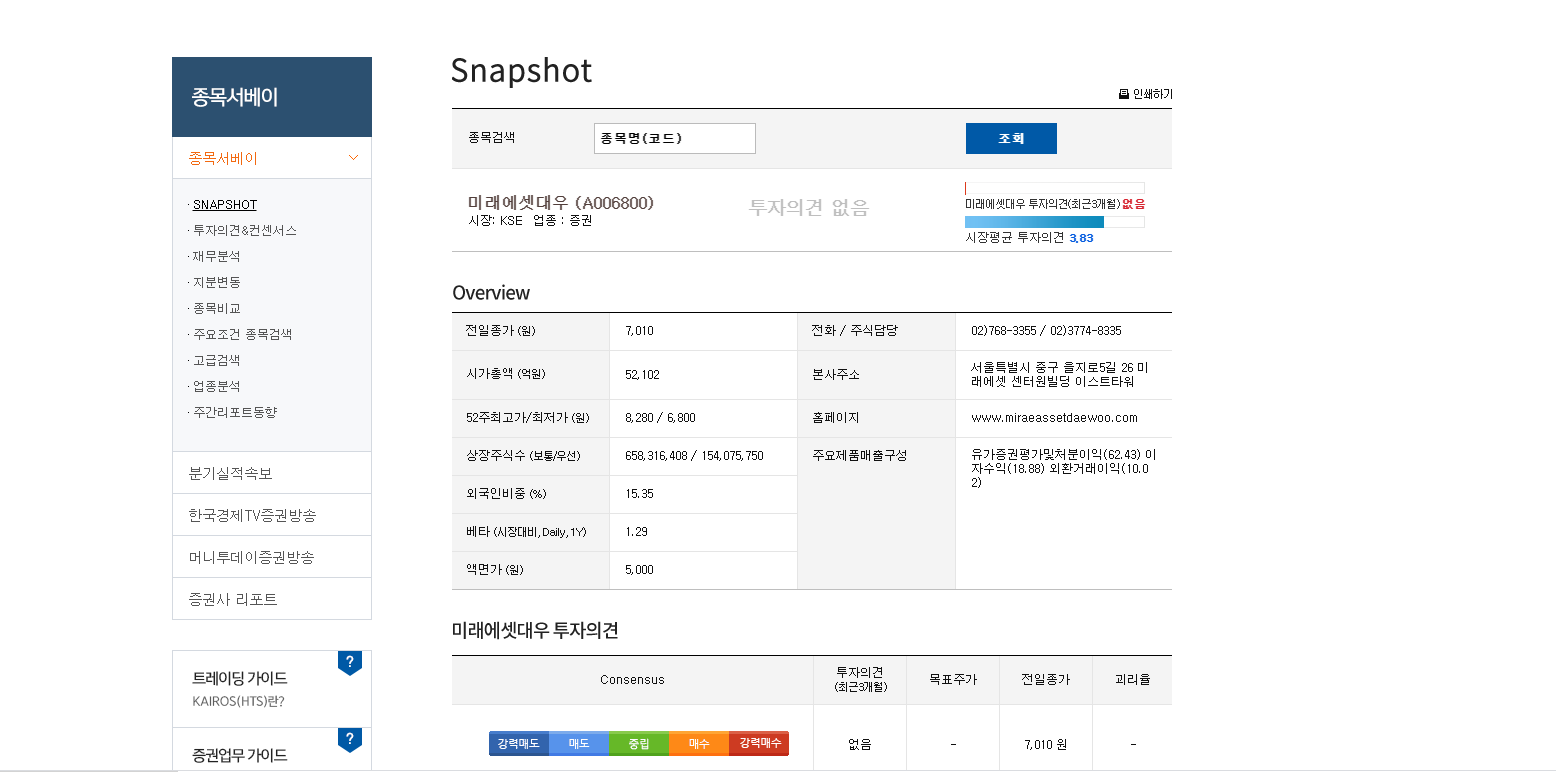 종목서베이
종목서베이
· SNAPSHOT
· 투자의견&컨센서스
· 재무분석
· 지분변동
· 종목비교
· 주요조건 종목검색
· 고급검색
· 업종분석
· 주간리포트동향
분기실적속보
한국경제TV증권방송
머니투데이증권방송
증권사 리포트
?
트레이딩 가이드
KAIROS(HTS)란?
?
증권업무 가이드
Snapshot
인쇄하기
종목검색 종목명(코드) 조회
미래에셋대우 (A006800)
시장: KSE 업종 : 증권
투자의견 없음
미래에셋대우 투자의견(최근3개월) 없음
시장평균 투자의견 3,83
Overview
전일종가 (원) 7,010 전화 / 주식담당 02)768-3355 / 02)3774-8335
시가총액 (억원) 52,102 본사주소 서울특별시 중구 을지로5길 26 미
래에셋 센터원빌딩 이스트타워
52주최고가/최저가 (원) 8,280 / 6,800 홈페이지 www.miraeassetdaewoo.com
상장주식수 (보통/우선) 658,316,408 / 154,075,750 주요제품매출구성 유가증권평가및처분이익(62.43) 이
자수익(18.88) 외환거래이익(10.0
2)
외국인비중 (%) 15.35
베타 (시장대비,Daily,1Y) 1.29
액면가 (원) 5,000
미래에셋대우 투자의견
Consensus 투자의견 목표주가 전일종가 괴리율
(최근3개월)
강력매도 매도 중립 매수 강력매수 없음 - 7,010 원 -